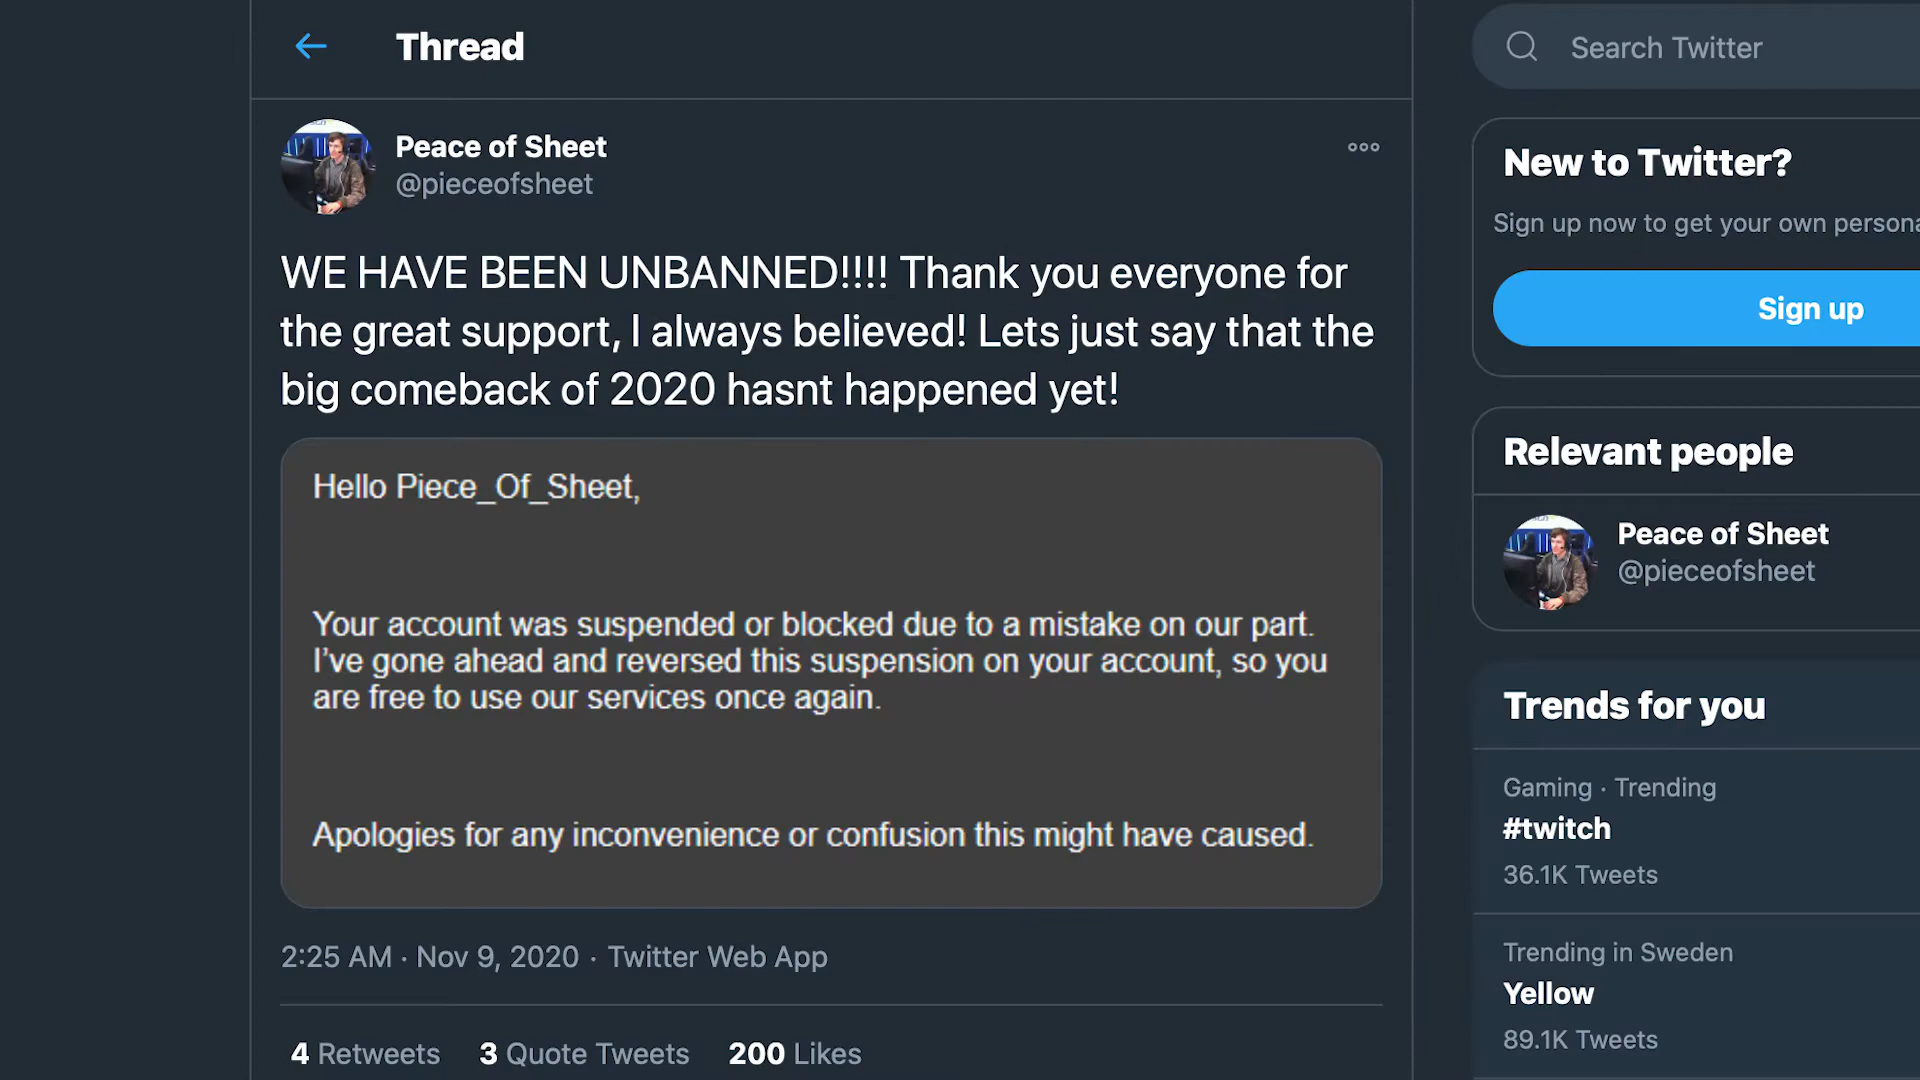 Thread
Search Twitter
Peace of Sheet
@pieceofsheet
WE HAVE BEEN UNBANNED!!!! Thank you everyone for
the great support, I always believed! Lets just say that the
big comeback of 2020 hasnt happened yet!
Hello Piece_Of_Sheet,
Your account was suspended or blocked due to a mistake on our part.
I've gone ahead and reversed this suspension on your account, so you
are free to use our services once again.
Apologies for any inconvenience or confusion this might have caused.
2:25 AM · Nov 9, 2020 · Twitter Web App
4 Retweets 3 Quote Tweets 200 Likes
New to Twitter?
Sign up now to get your own persona
Sign up
Relevant people
Peace of Sheet
@pieceofsheet
Trends for you
Gaming · Trending
#twitch
36.1K Tweets
Trending in Sweden
Yellow
89.1K Tweets